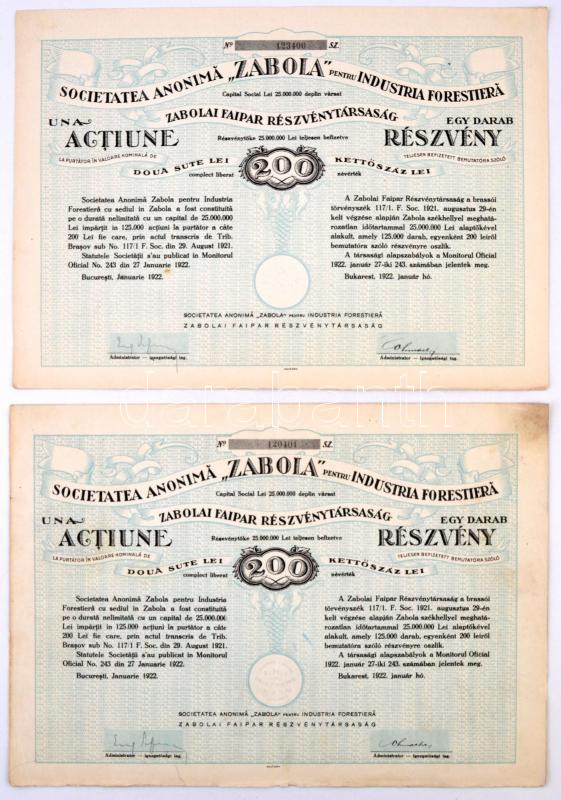 Nº 123400 SZ.
SOCIETATEA ANONIMĂ „ZABOLA" PENTRU INDUSTRIA FORESTIERĂ
Capital Social Lei 25.000.000 deplin vărsat
ZABOLAI FAIPAR RÉSZVÉNYTÁRSASÁG
UNA EGY DARAB
ACȚIUNE Részvénytőke 25.000.000 Lei teljesen befizetve RÉSZVÉNY
LA PURTĂTOR ÎN VALOARE NOMINALĂ DE TELJESEN BEFIZETETT, BEMUTATÓRA SZÓLÓ
DOUĂ SUTE LEI 200 KETTŐSZÁZ LEI
complect liberat névérték
Societatea Anonimă Zabola pentru Industria
Forestieră cu sediul în Zabola a fost constituită
pe o durată nelimitată cu un capital de 25.000.000
Lei împărțit in 125.000 acțiuni la purtător a câte
200 Lei fie care, prin actul transcris de Trib.
Brașov sub No. 117/1 F. Soc. din 29. August 1921.
Statutele Societății s'au publicat in Monitorul
Oficial No. 243 din 27 Januarie 1922.
București, Januarie 1922.
A Zabolai Faipar Részvénytársaság a brassói
törvényszék 117/1 F. Soc. 1921. augusztus 29-én
kelt végzése alapján Zabola székhellyel meghatá-
rozatlan időtartammal 25.000.000 Lei alaptőkével
alakult, amely 125.000 darab, egyenként 200 leiről
bemutatóra szóló részvényre oszlik.
A társasági alapszabályok a Monitorul Oficial
1922. január 27-iki 243. számában jelentek meg.
Bukarest, 1922. január hó.
SOCIETATEA ANONIMĂ „ZABOLA" PENTRU INDUSTRIA FORESTIERĂ
ZABOLAI FAIPAR RÉSZVÉNYTÁRSASÁG
Administrator — igazgatósági tag. Administrator — igazgatósági tag.
darabanth
Nº 120401 SZ.
SOCIETATEA ANONIMĂ „ZABOLA" PENTRU INDUSTRIA FORESTIERĂ
Capital Social Lei 25.000.000 deplin vărsat
ZABOLAI FAIPAR RÉSZVÉNYTÁRSASÁG
UNA EGY DARAB
ACȚIUNE Részvénytőke 25.000.000 Lei teljesen befizetve RÉSZVÉNY
LA PURTĂTOR ÎN VALOARE NOMINALĂ DE TELJESEN BEFIZETETT, BEMUTATÓRA SZÓLÓ
DOUĂ SUTE LEI 200 KETTŐSZÁZ LEI
complect liberat névérték
Societatea Anonimă Zabola pentru Industria
Forestieră cu sediul în Zabola a fost constituită
pe o durată nelimitată cu un capital de 25.000.000
Lei împărțit in 125.000 acțiuni la purtător a câte
200 Lei fie care, prin actul transcris de Trib.
Brașov sub No. 117/1 F. Soc. din 29. August 1921.
Statutele Societății s'au publicat in Monitorul
Oficial No. 243 din 27 Januarie 1922.
București, Januarie 1922.
A Zabolai Faipar Részvénytársaság a brassói
törvényszék 117/1 F. Soc. 1921. augusztus 29-én
kelt végzése alapján Zabola székhellyel meghatá-
rozatlan időtartammal 25.000.000 Lei alaptőkével
alakult, amely 125.000 darab, egyenként 200 leiről
bemutatóra szóló részvényre oszlik.
A társasági alapszabályok a Monitorul Oficial
1922. január 27-iki 243. számában jelentek meg.
Bukarest, 1922. január hó.
SOCIETATEA ANONIMĂ „ZABOLA" PENTRU INDUSTRIA FORESTIERĂ
ZABOLAI FAIPAR RÉSZVÉNYTÁRSASÁG
Administrator — igazgatósági tag. Administrator — igazgatósági tag.